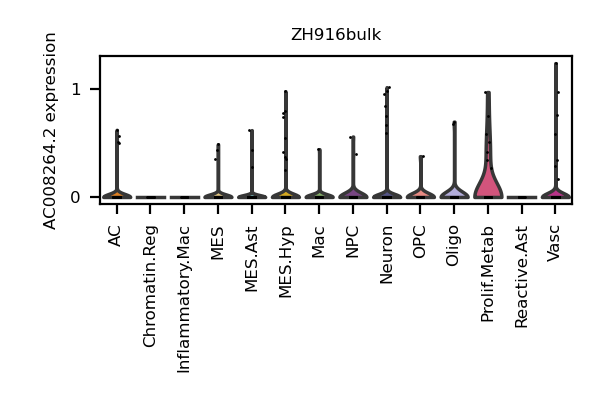 ZH916bulk
AC008264.2 expression
1
0
AC
Chromatin.Reg
Inflammatory.Mac
MES
MES.Ast
MES.Hyp
Mac
NPC
Neuron
OPC
Oligo
Prolif.Metab
Reactive.Ast
Vasc